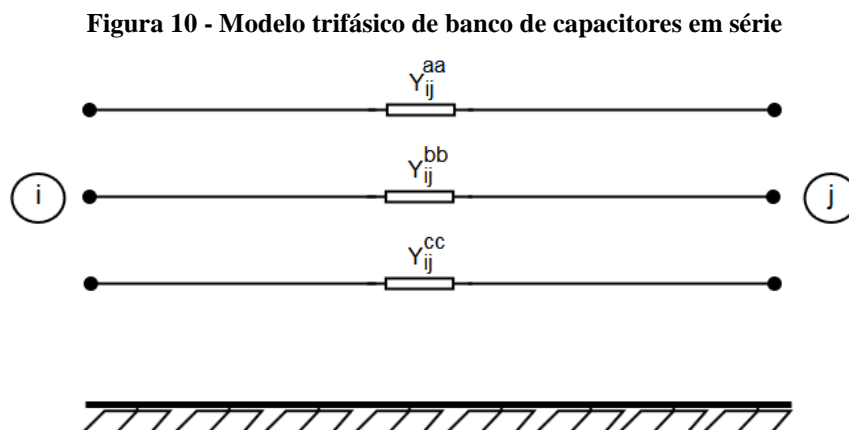 Figura 10 - Modelo trifásico de banco de capacitores em série
Y_ij^aa
i
Y_ij^bb
j
Y_ij^cc